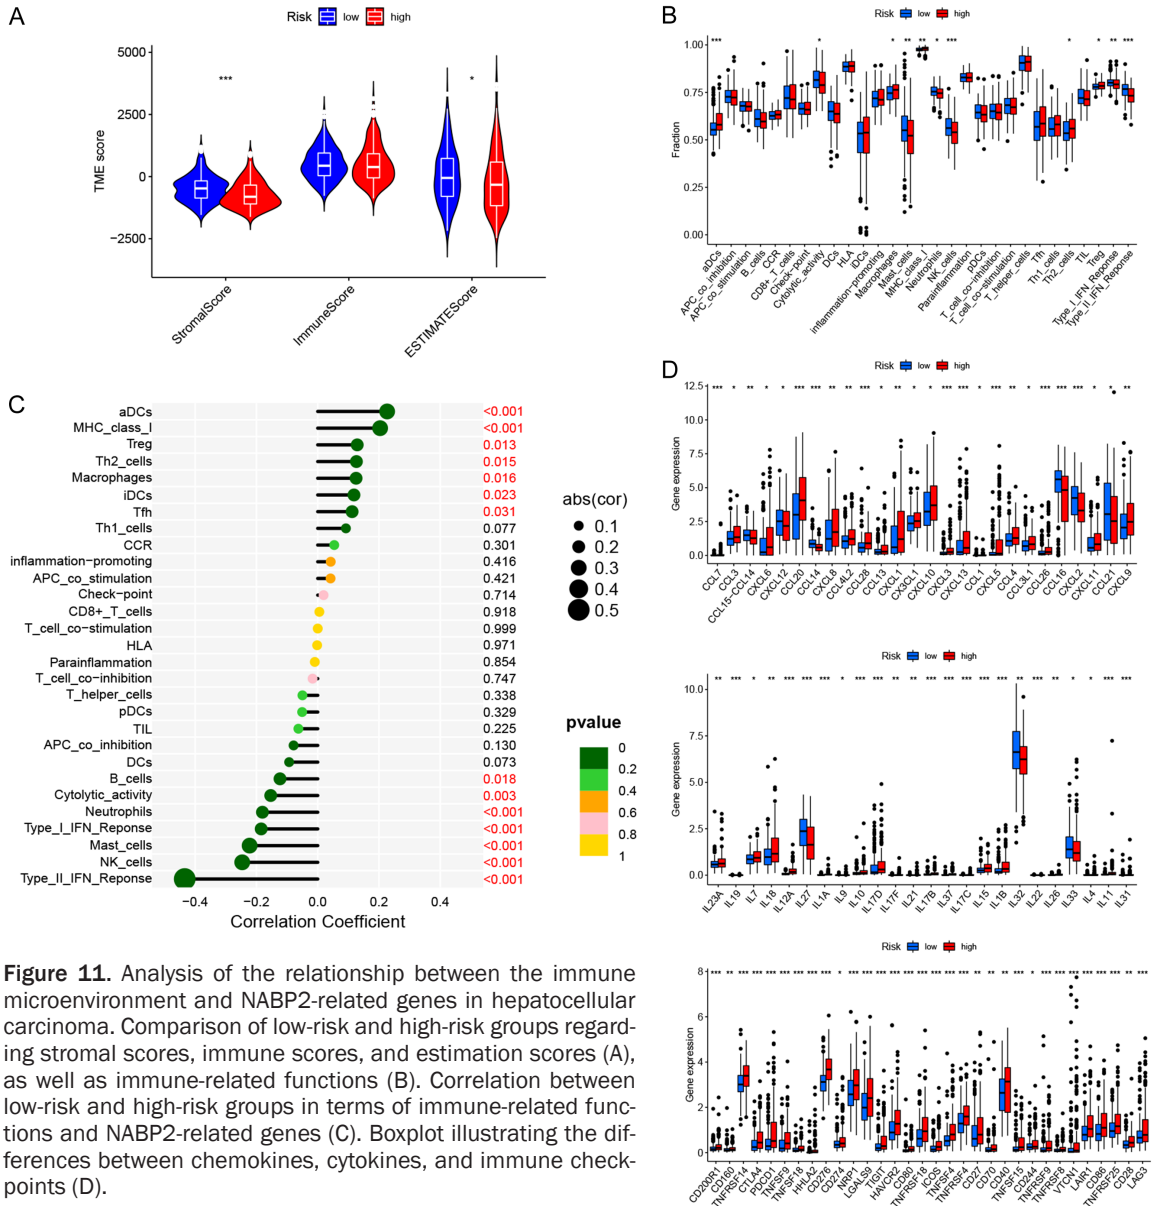 A
Risk low high
5000
2500
0
−2500
TME score
StromalScore
ImmuneScore
ESTIMATEScore
***
*
B
Risk low high
1.00
0.75
0.50
0.25
0.00
Fraction
*** * * ** ** * *** * * ** ***
aDCs
APC_co_inhibition
APC_co_stimulation
B_cells
CCR
CD8+_T_cells
Check-point
Cytolytic_activity
DCs
HLA
iDCs
inflammation-promoting
Macrophages
Mast_cells
MHC_class_I
Neutrophils
NK_cells
Parainflammation
pDCs
T_cell_co-inhibition
T_cell_co-stimulation
T_helper_cells
Tfh
Th1_cells
Th2_cells
TIL
Treg
Type_I_IFN_Reponse
Type_II_IFN_Reponse
C
aDCs <0.001
MHC_class_I <0.001
Treg 0.013
Th2_cells 0.015
Macrophages 0.016
iDCs 0.023
Tfh 0.031
Th1_cells 0.077
CCR 0.301
inflammation-promoting 0.416
APC_co_stimulation 0.421
Check-point 0.714
CD8+_T_cells 0.918
T_cell_co-stimulation 0.999
HLA 0.971
Parainflammation 0.854
T_cell_co-inhibition 0.747
T_helper_cells 0.338
pDCs 0.329
TIL 0.225
APC_co_inhibition 0.130
DCs 0.073
B_cells 0.018
Cytolytic_activity 0.003
Neutrophils <0.001
Type_I_IFN_Reponse <0.001
Mast_cells <0.001
NK_cells <0.001
Type_II_IFN_Reponse <0.001
−0.4 −0.2 0.0 0.2 0.4
Correlation Coefficient
abs(cor)
0.1
0.2
0.3
0.4
0.5
pvalue
0
0.2
0.4
0.6
0.8
1
D
Risk low high
12.5
10.0
7.5
5.0
2.5
0.0
Gene expression
CCL7
CCL3
CCL15-CCL14
CXCL6
CXCL12
CCL20
CCL14
CXCL8
CCL4L2
CCL28
CCL13
CXCL1
CX3CL1
CXCL10
CXCL3
CXCL13
CCL1
CXCL5
CCL4
CCL3L1
CCL26
CCL16
CXCL2
CXCL11
CCL21
CXCL9
Risk low high
10.0
7.5
5.0
2.5
0.0
Gene expression
IL23A
IL19
IL7
IL18
IL12A
IL27
IL1A
IL9
IL10
IL17D
IL17F
IL21
IL17B
IL37
IL17C
IL15
IL1B
IL32
IL22
IL26
IL33
IL4
IL11
IL31
Risk low high
8
6
4
2
0
Gene expression
CD200R1
CD160
TNFRSF14
CTLA4
PDCD1
TNFSF9
TNFSF18
HHLA2
CD276
CD274
NRP1
LGALS9
TIGIT
HAVCR2
CD80
TNFRSF18
ICOS
TNFSF4
TNFRSF4
CD27
CD70
CD40
TNFSF15
CD244
TNFRSF9
TNFRSF8
VTCN1
LAIR1
CD86
TNFRSF25
CD28
LAG3
Figure 11. Analysis of the relationship between the immune
microenvironment and NABP2-related genes in hepatocellular
carcinoma. Comparison of low-risk and high-risk groups regard-
ing stromal scores, immune scores, and estimation scores (A),
as well as immune-related functions (B). Correlation between
low-risk and high-risk groups in terms of immune-related func-
tions and NABP2-related genes (C). Boxplot illustrating the dif-
ferences between chemokines, cytokines, and immune check-
points (D).